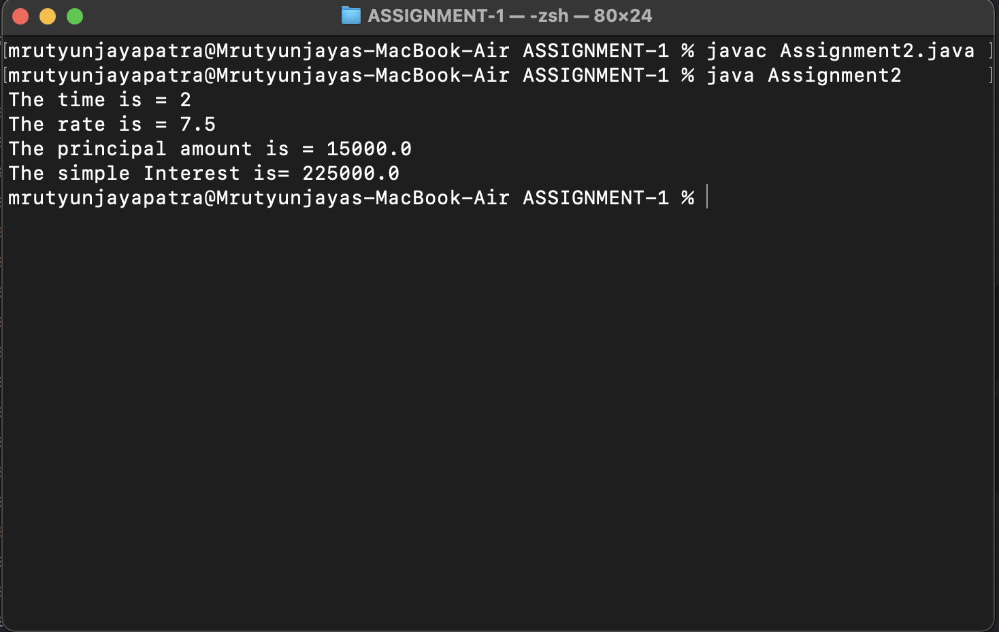 ASSIGNMENT-1 — -zsh — 80×24
[mrutyunjayapatra@Mrutyunjayas-MacBook-Air ASSIGNMENT-1 % javac Assignment2.java ]
[mrutyunjayapatra@Mrutyunjayas-MacBook-Air ASSIGNMENT-1 % java Assignment2 ]
The time is = 2
The rate is = 7.5
The principal amount is = 15000.0
The simple Interest is= 225000.0
mrutyunjayapatra@Mrutyunjayas-MacBook-Air ASSIGNMENT-1 %